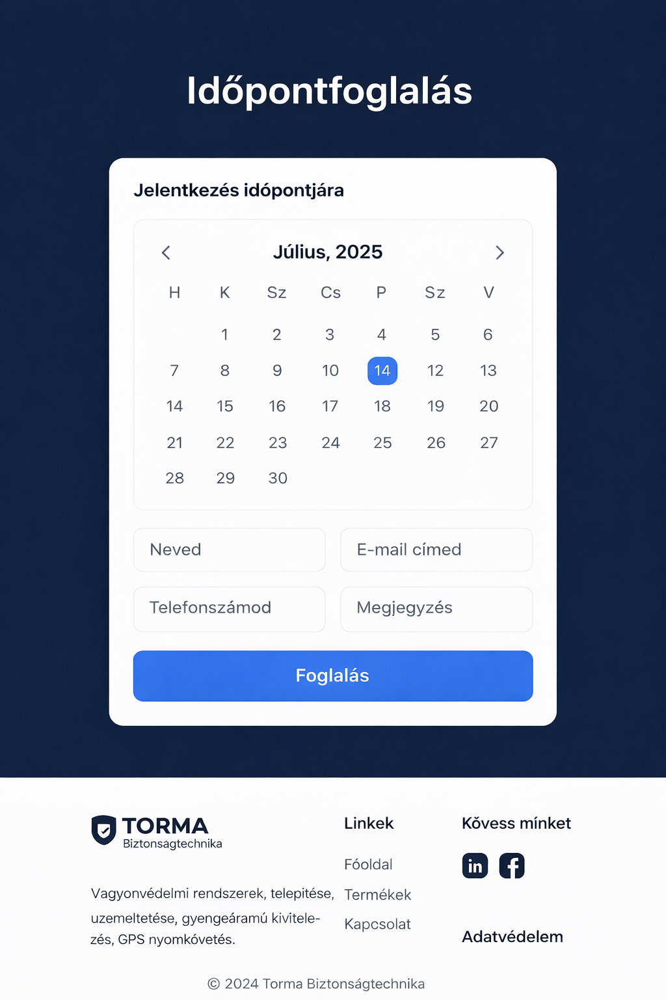 Időpontfoglalás
Jelentkezés idópontjára
Július, 2025
H K Sz Cs P Sz V
1 2 3 4 5 6
7 8 9 10 14 12 13
14 15 16 17 18 19 20
21 22 23 24 25 26 27
28 29 30
Neved E-mail címed
Telefonszámod Megjegyzés
Foglalás
TORMA
Biztonságtechnika
Vagyonvédelmi rendszerek, telepitése,
uzemeltetése, gyengeáramú kivitele-
zés, GPS nyomkóvetés.
Linkek
Fóoldal
Termékek
Kapcsolat
Kővess mínket
in f
Adatvédelem
© 2024 Torma Biztonságtechnika